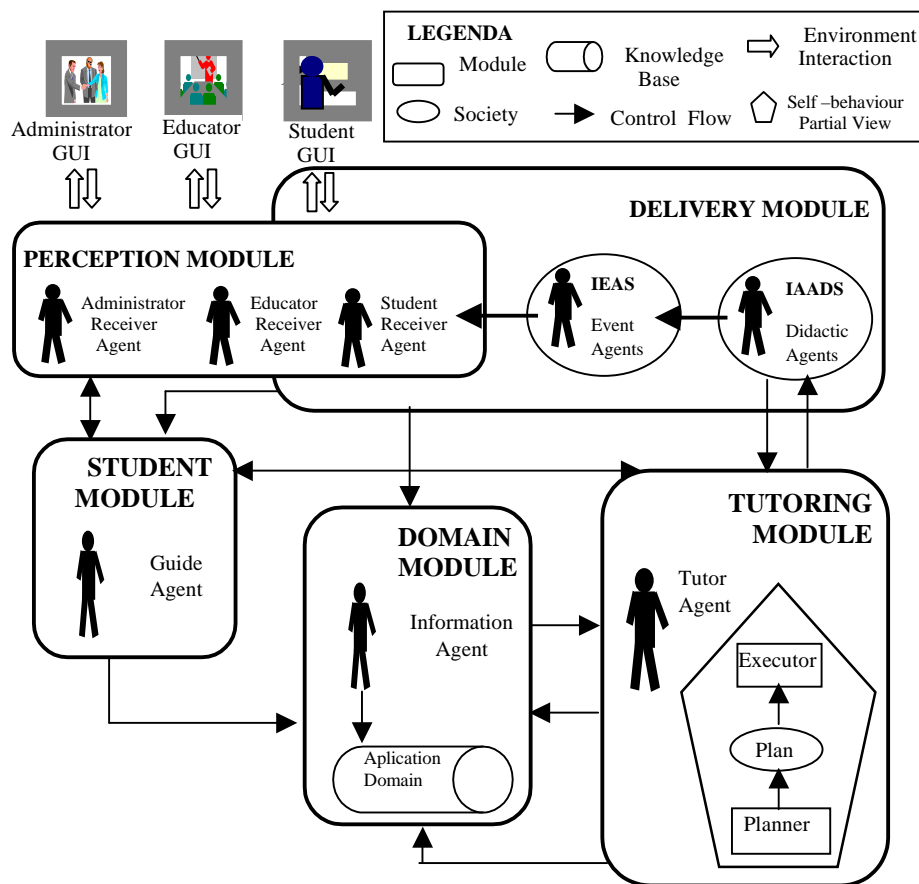 LEGENDA
Module
Society
Knowledge
Base
Control Flow
Environment
Interaction
Self –behaviour
Partial View
Administrator
GUI
Educator
GUI
Student
GUI
DELIVERY MODULE
PERCEPTION MODULE
Administrator
Receiver
Agent
Educator
Receiver
Agent
Student
Receiver
Agent
IEAS
Event
Agents
IAADS
Didactic
Agents
STUDENT
MODULE
Guide
Agent
DOMAIN
MODULE
Information
Agent
Aplication
Domain
TUTORING
MODULE
Tutor
Agent
Executor
Plan
Planner